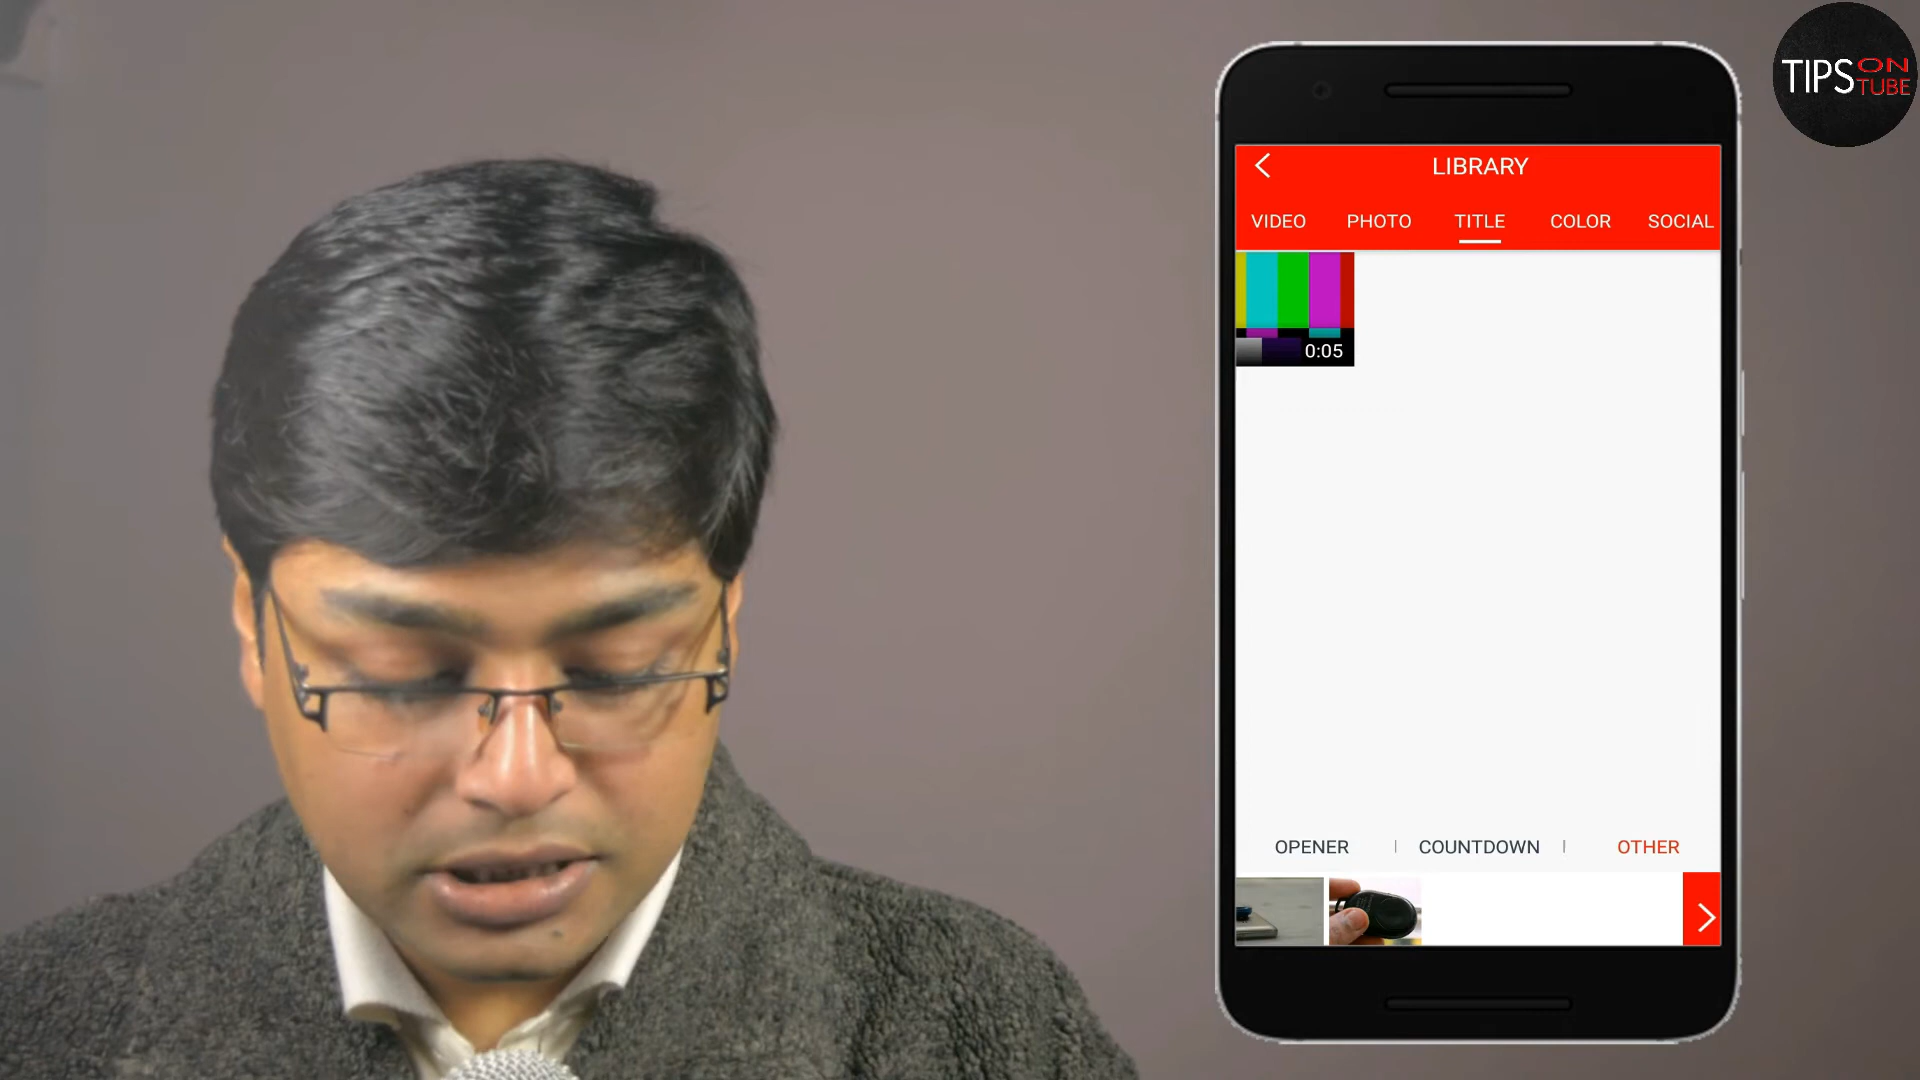 TIPS ON TUBE
LIBRARY
VIDEO PHOTO TITLE COLOR SOCIAL
0:05
OPENER | COUNTDOWN | OTHER